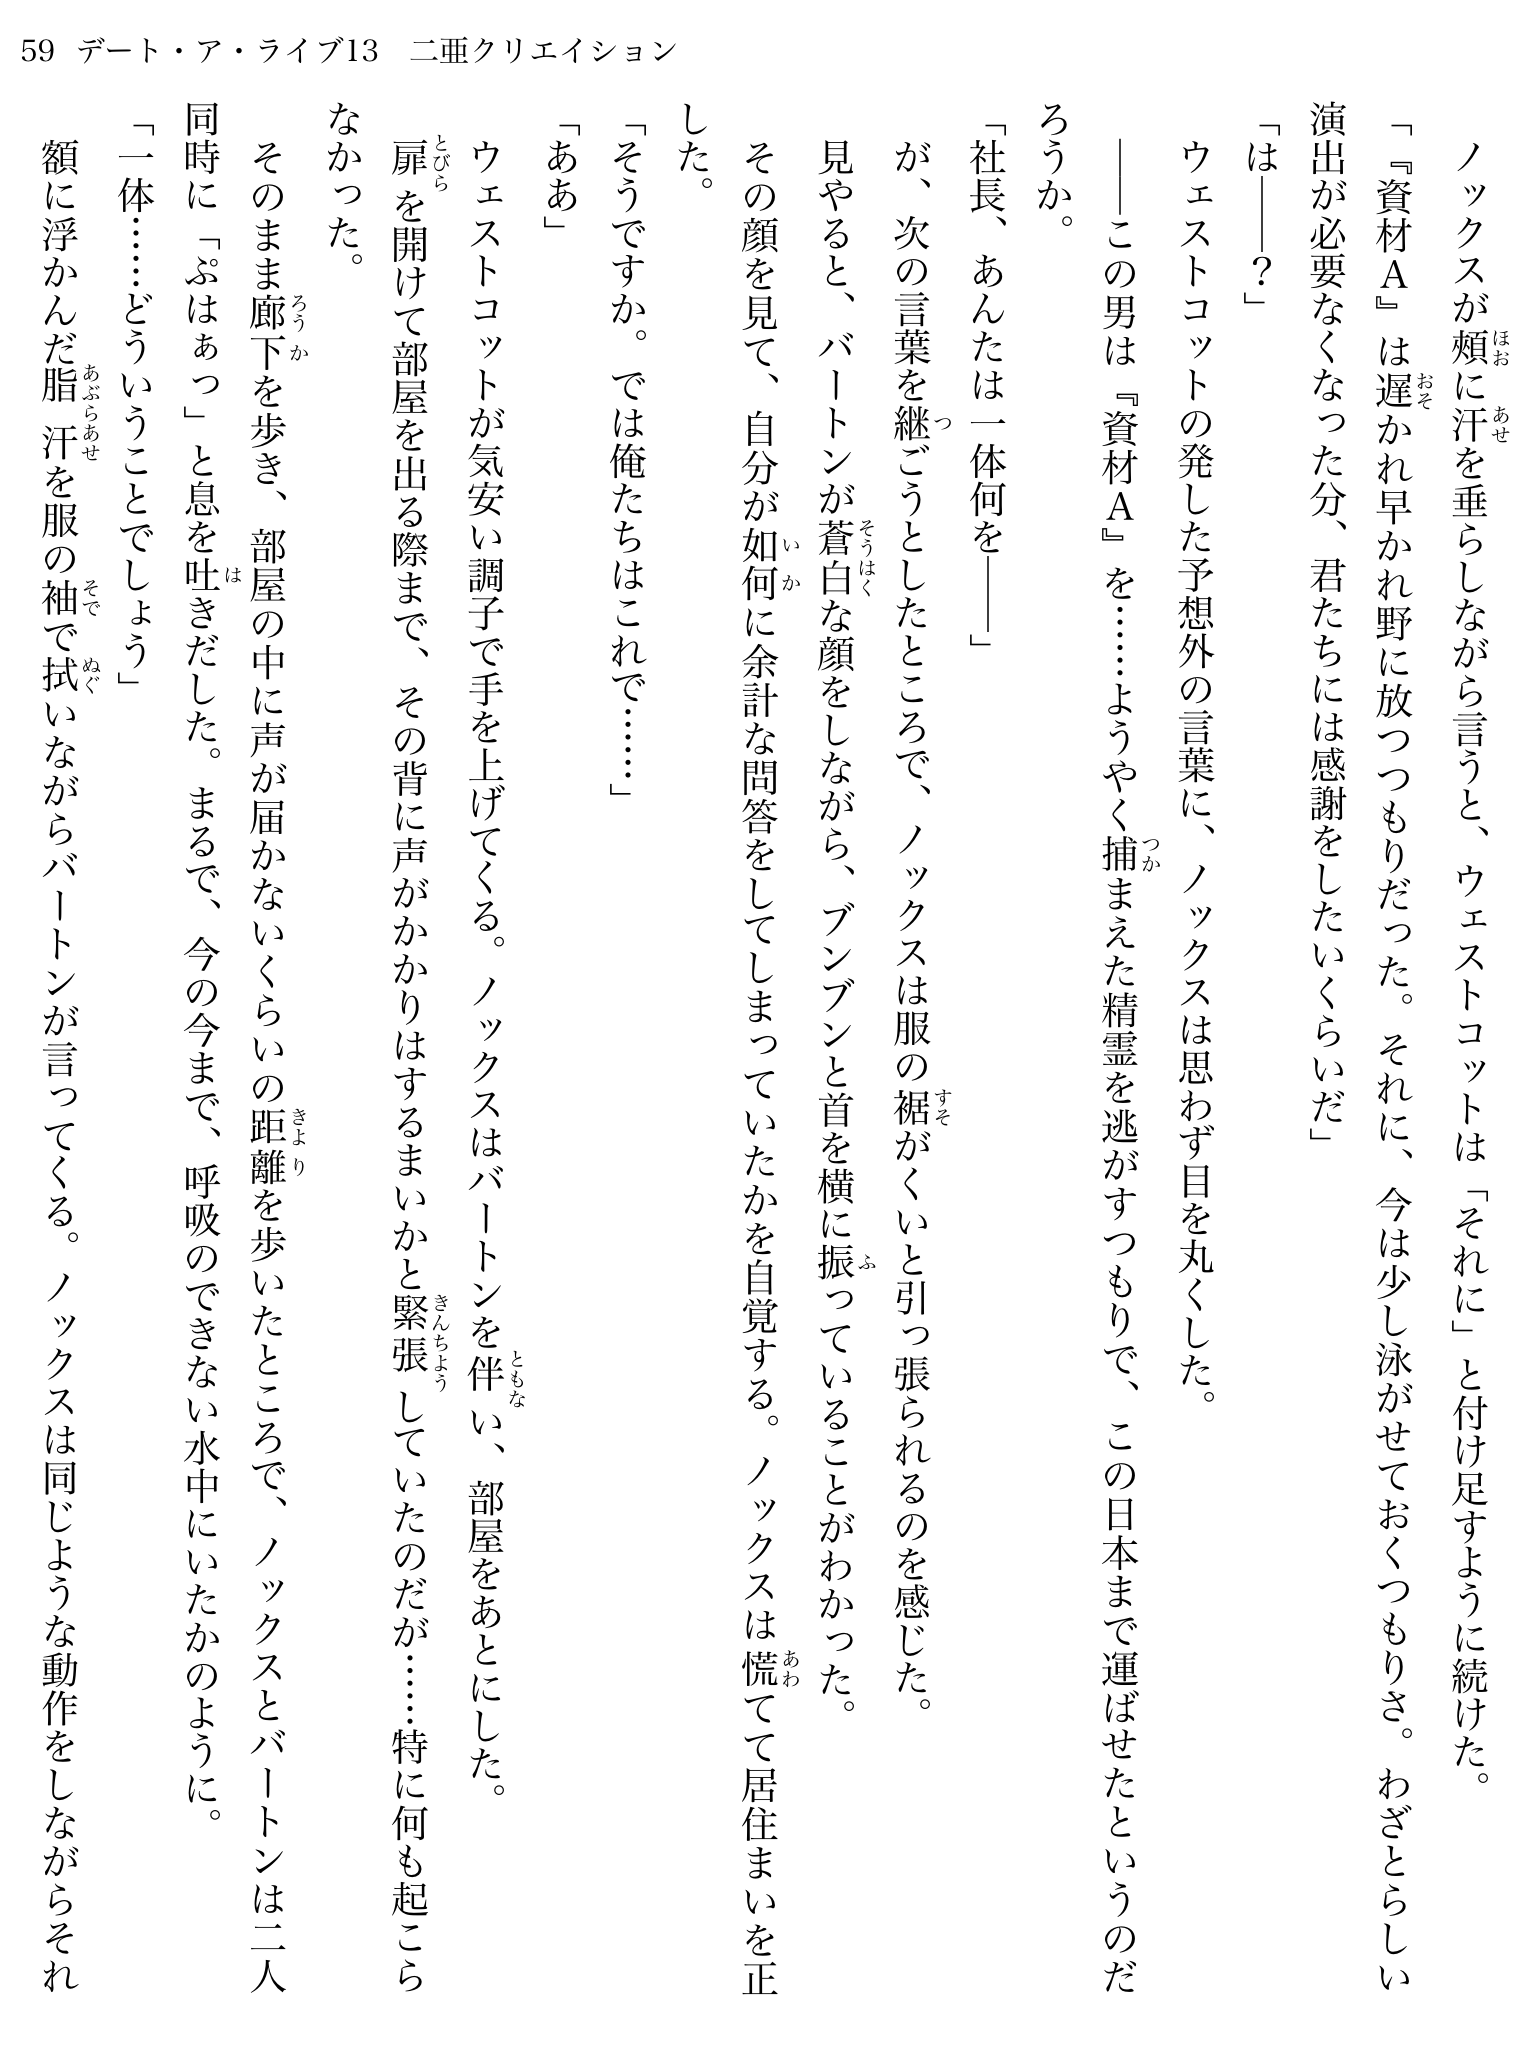 59 デート・ア・ライブ13 二亜クリエイション
　ノックスが頰に汗を垂らしながら言うと、ウェストコットは「それに」と付け足すように続けた。
「『資材Ａ』は遅かれ早かれ野に放つつもりだった。それに、今は少し泳がせておくつもりさ。わざとらしい
演出が必要なくなった分、君たちには感謝をしたいくらいだ」
「は――？」
　ウェストコットの発した予想外の言葉に、ノックスは思わず目を丸くした。
　――この男は『資材Ａ』を……ようやく捕まえた精霊を逃がすつもりで、この日本まで運ばせたというのだ
ろうか。
「社長、あんたは一体何を――」
　が、次の言葉を継ごうとしたところで、ノックスは服の裾がくいと引っ張られるのを感じた。
　見やると、バートンが蒼白な顔をしながら、ブンブンと首を横に振っていることがわかった。
　その顔を見て、自分が如何に余計な問答をしてしまっていたかを自覚する。ノックスは慌てて居住まいを正
した。
「そうですか。では俺たちはこれで……」
「ああ」
　ウェストコットが気安い調子で手を上げてくる。ノックスはバートンを伴い、部屋をあとにした。
　扉を開けて部屋を出る際まで、その背に声がかかりはするまいかと緊張していたのだが……特に何も起こら
なかった。
　そのまま廊下を歩き、部屋の中に声が届かないくらいの距離を歩いたところで、ノックスとバートンは二人
同時に「ぷはぁっ」と息を吐きだした。まるで、今の今まで、呼吸のできない水中にいたかのように。
「一体……どういうことでしょう」
　額に浮かんだ脂汗を服の袖で拭いながらバートンが言ってくる。ノックスは同じような動作をしながらそれ